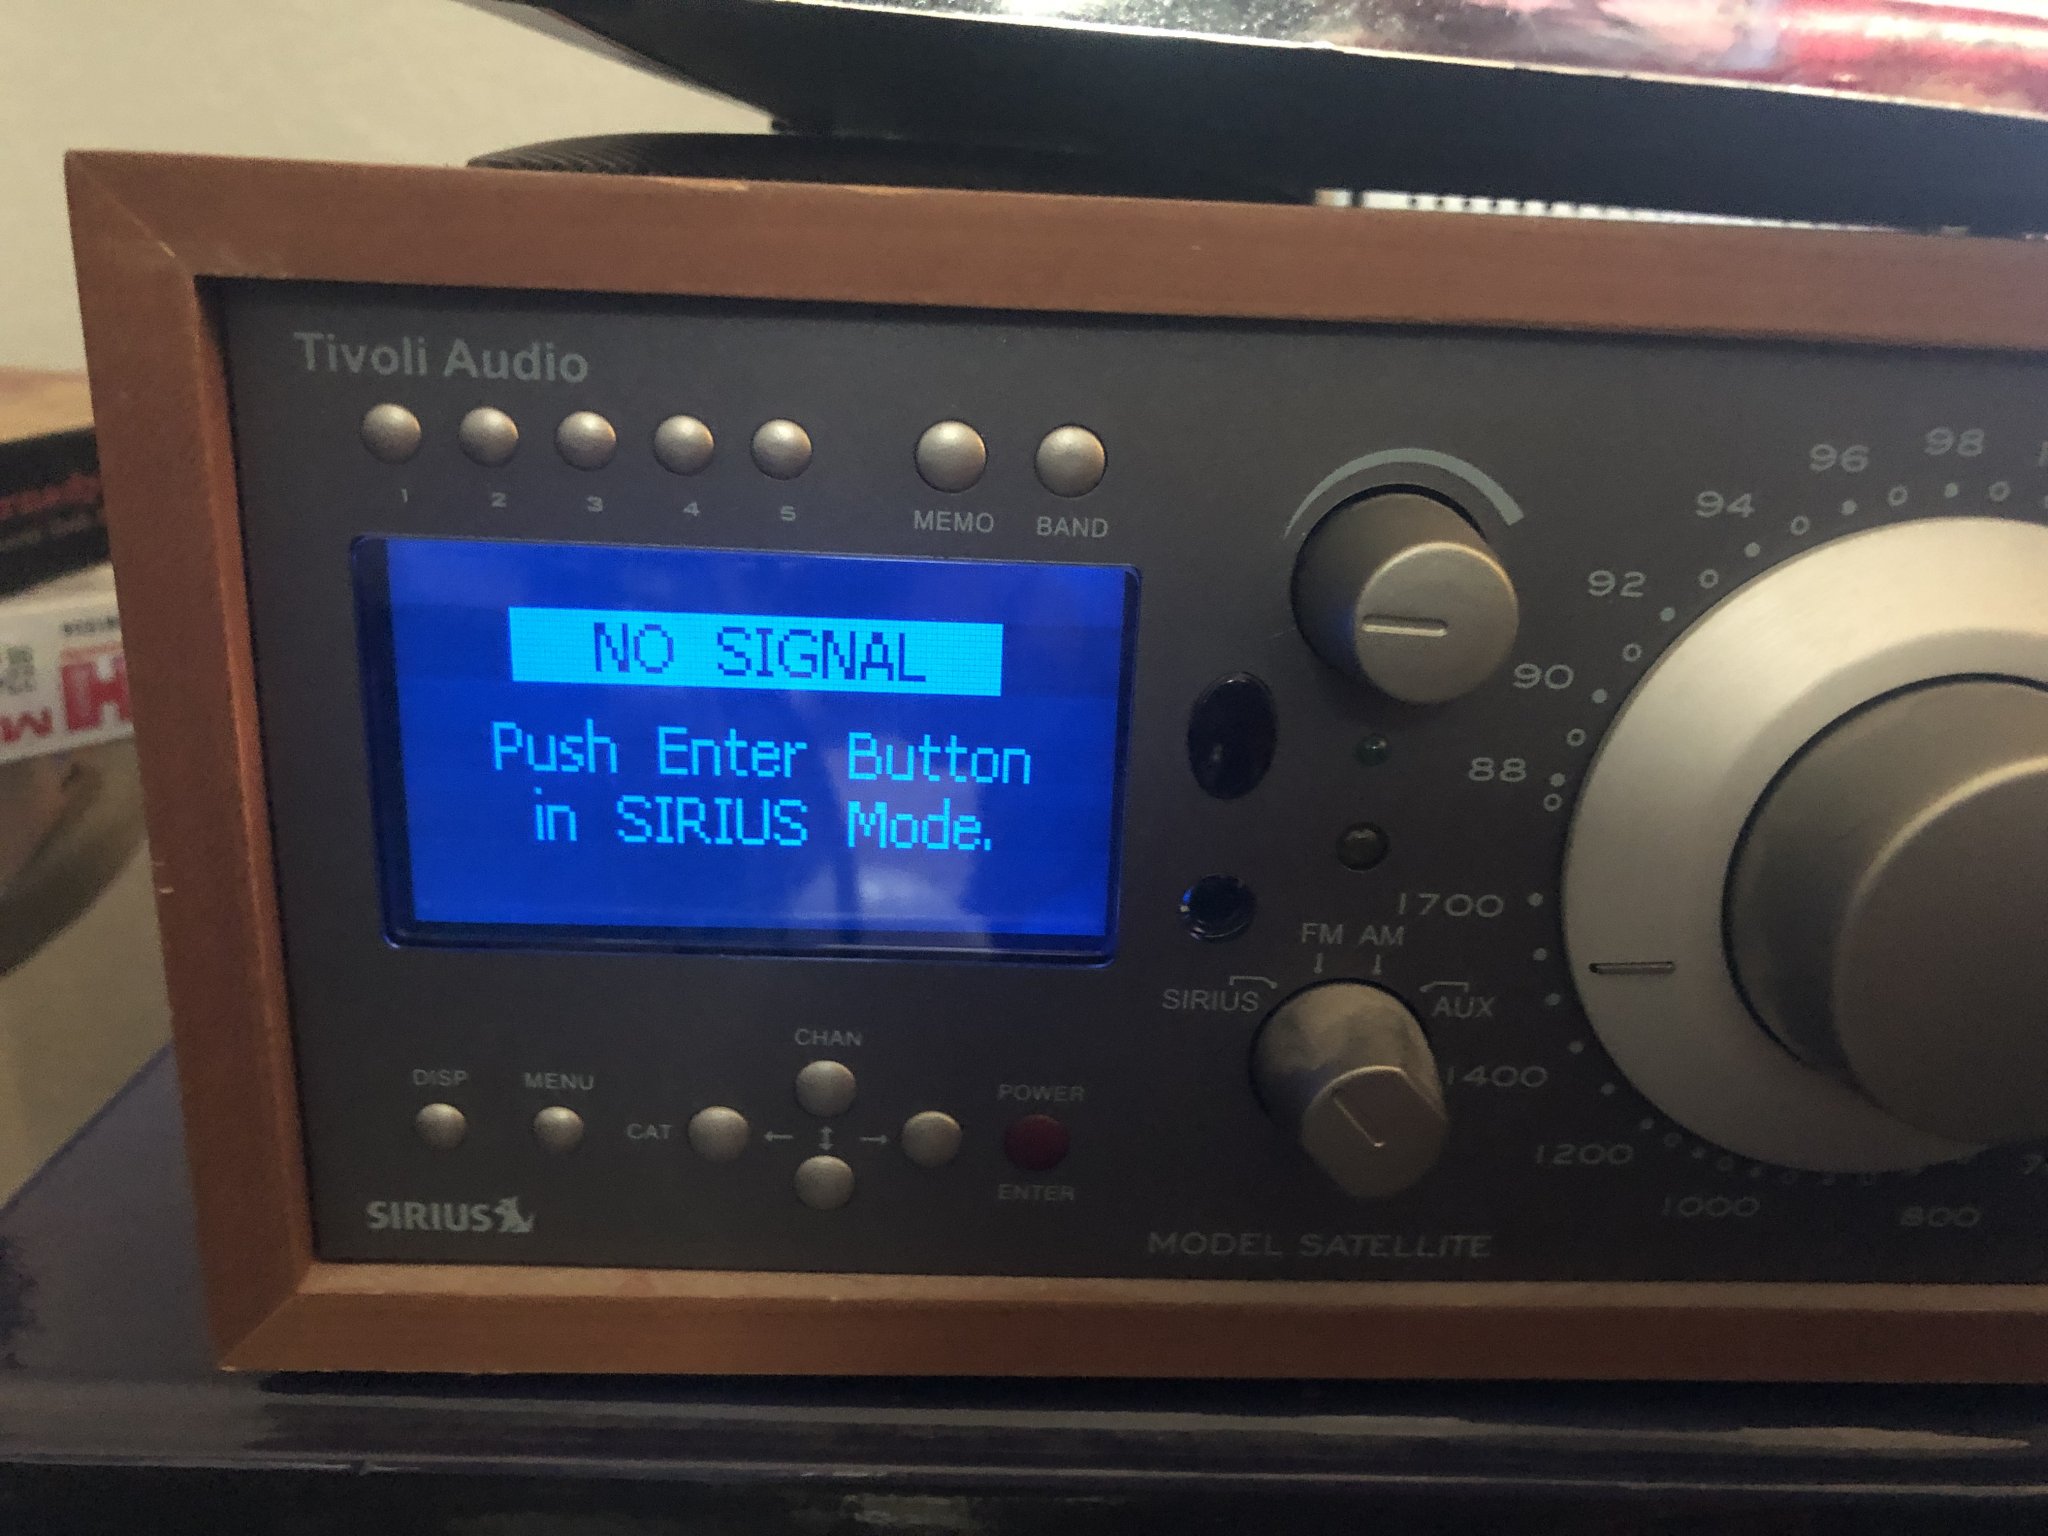 Tivoli Audio
1 2 3 4 5
MEMO BAND
NO SIGNAL
Push Enter Button
in SIRIUS Mode.
96 98
94
92
90
88
1700
FM AM
SIRIUS AUX
1400
1200
1000
800
CHAN
DISP MENU
CAT
POWER
ENTER
SIRIUS
MODEL SATELLITE